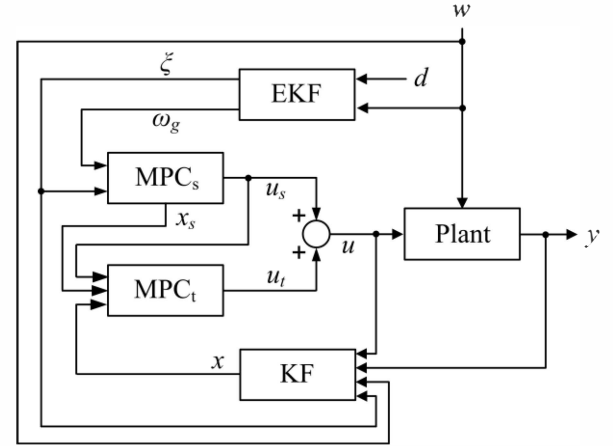 w
ξ
EKF
d
ω_g
MPC_s
u_s
x_s
+
+
u
Plant
y
MPC_t
u_t
x
KF